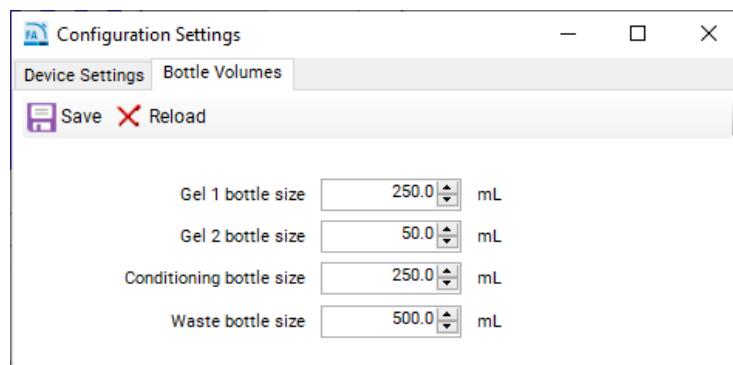 FA
Configuration Settings
Device Settings Bottle Volumes
Save Reload
Gel 1 bottle size 250.0 mL
Gel 2 bottle size 50.0 mL
Conditioning bottle size 250.0 mL
Waste bottle size 500.0 mL